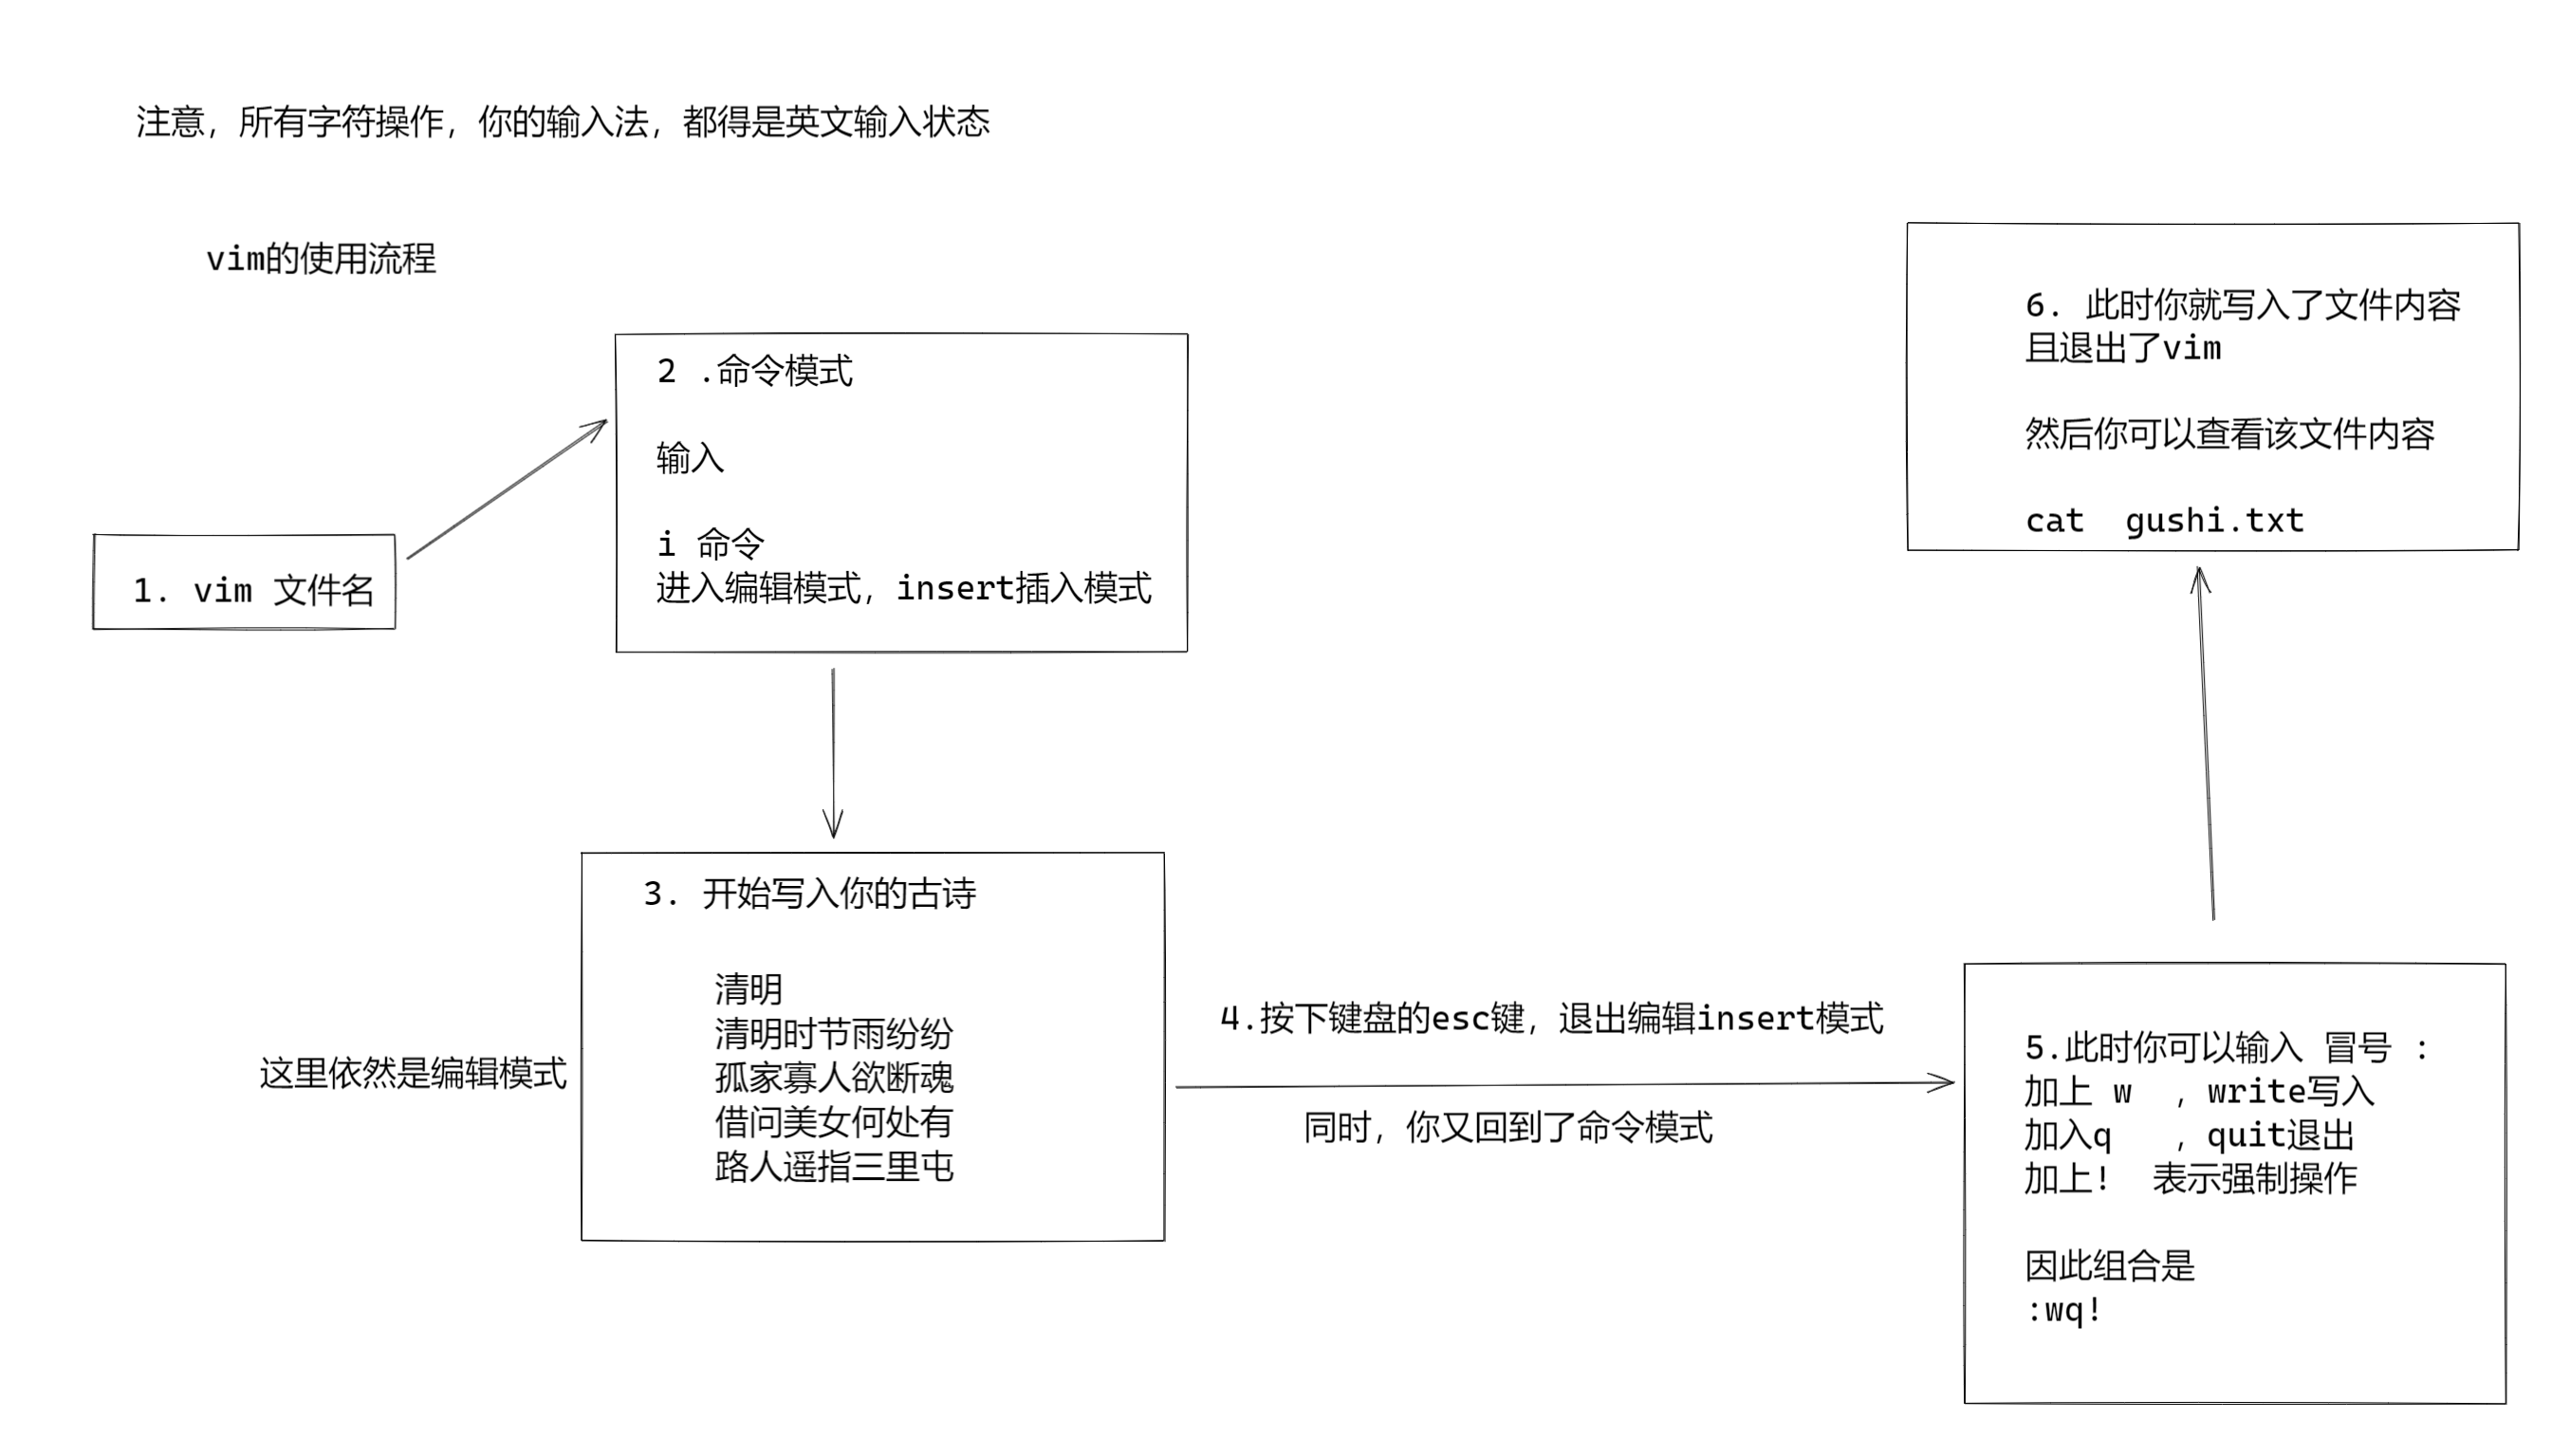 注意，所有字符操作，你的输入法，都得是英文输入状态
vim的使用流程
1. vim 文件名
2 .命令模式
输入
i 命令
进入编辑模式，insert插入模式
3. 开始写入你的古诗
清明
清明时节雨纷纷
孤家寡人欲断魂
借问美女何处有
路人遥指三里屯
这里依然是编辑模式
4.按下键盘的esc键，退出编辑insert模式
同时，你又回到了命令模式
5.此时你可以输入 冒号 :
加上 w  ，write写入
加入q   ，quit退出
加上!  表示强制操作
因此组合是
:wq!
6. 此时你就写入了文件内容
且退出了vim
然后你可以查看该文件内容
cat  gushi.txt